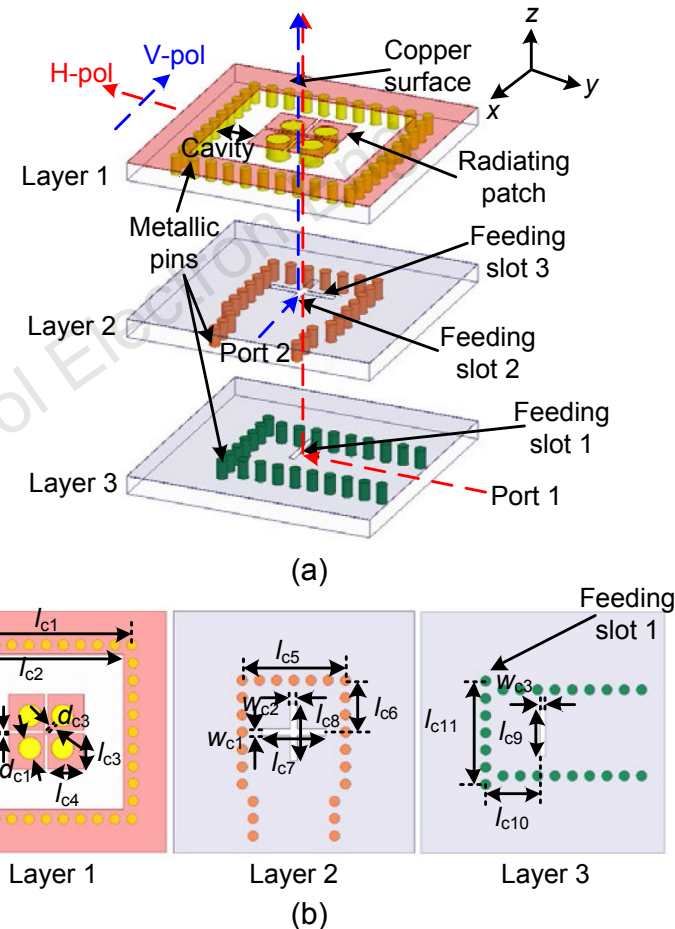 z
y
x
V-pol
H-pol
Copper
surface
Cavity
Layer 1
Radiating
patch
Metallic
pins
Feeding
slot 3
Layer 2
Port 2
Feeding
slot 2
Feeding
slot 1
Layer 3
Port 1
(a)
Feeding
slot 1
lc1
lc2
dc3
lc3
dc1
lc4
lc5
wc2
lc6
lc8
wc1
lc7
wc3
lc11
lc9
lc10
Layer 1
Layer 2
Layer 3
(b)